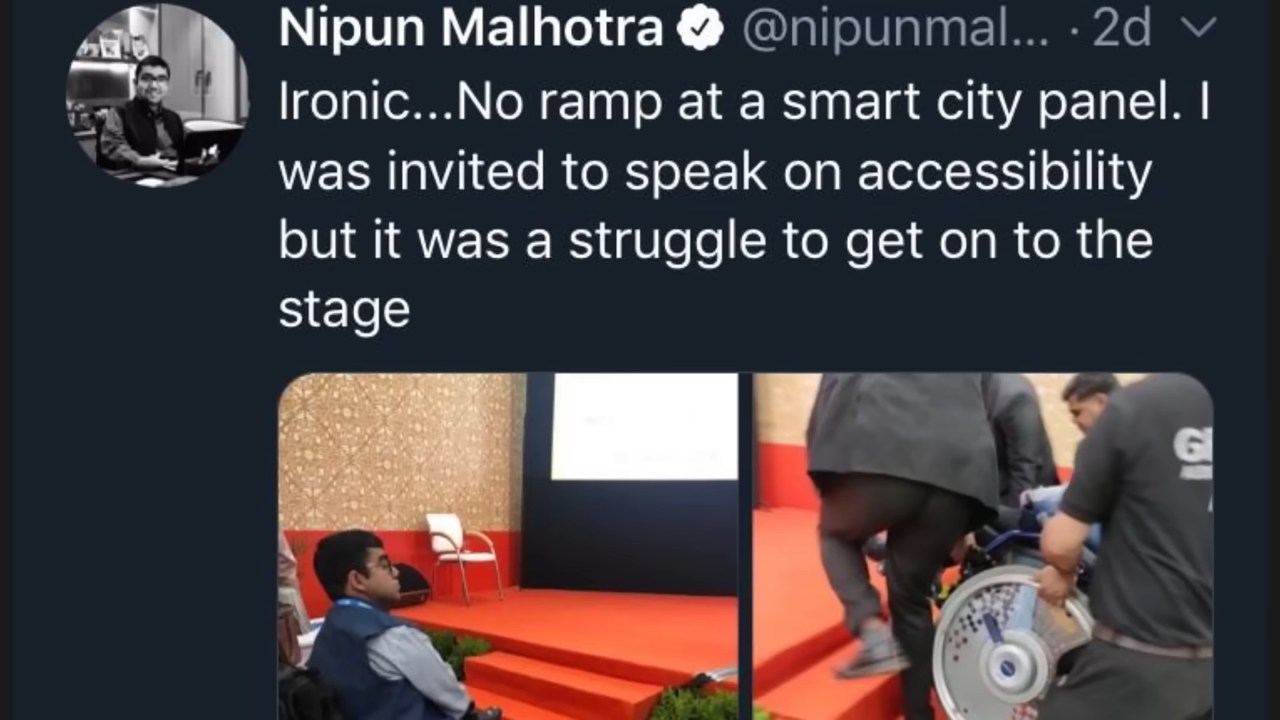 Nipun Malhotra @nipunmal... · 2d
Ironic...No ramp at a smart city panel. I
was invited to speak on accessibility
but it was a struggle to get on to the
stage